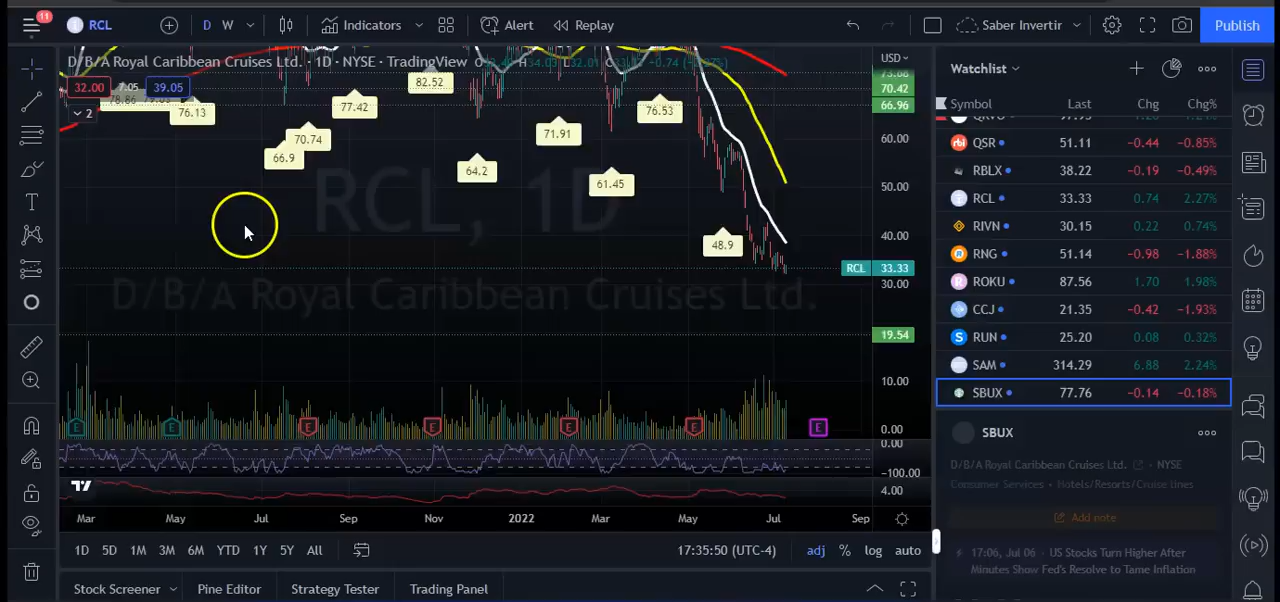 11
RCL
D W
Indicators
Alert
Replay
Saber Invertir
Publish
D/B/A Royal Caribbean Cruises Ltd. · 1D · NYSE · TradingView
32.00 7.05 39.05
2
76.13
66.9
70.74
77.42
82.52
64.2
71.91
61.45
76.53
48.9
RCL, 1D
D/B/A Royal Caribbean Cruises Ltd.
USD
70.42
66.96
60.00
50.00
40.00
RCL 33.33
30.00
19.54
10.00
0.00
0.00
−100.00
4.00
E E E E E E E
Mar May Jul Sep Nov 2022 Mar May Jul Sep
1D 5D 1M 3M 6M YTD 1Y 5Y All
17:35:50 (UTC-4)
adj % log auto
Stock Screener Pine Editor Strategy Tester Trading Panel
Watchlist
Symbol Last Chg Chg%
QSR 51.11 −0.44 −0.85%
RBLX 38.22 −0.19 −0.49%
RCL 33.33 0.74 2.27%
RIVN 30.15 0.22 0.74%
RNG 51.14 −0.98 −1.88%
ROKU 87.56 1.70 1.98%
CCJ 21.35 −0.42 −1.93%
RUN 25.20 0.08 0.32%
SAM 314.29 6.88 2.24%
SBUX 77.76 −0.14 −0.18%
SBUX
D/B/A Royal Caribbean Cruises Ltd. · NYSE
Consumer Services · Hotels/Resorts/Cruise lines
Add note
17:06, Jul 06 · US Stocks Turn Higher After
Minutes Show Fed's Resolve to Tame Inflation